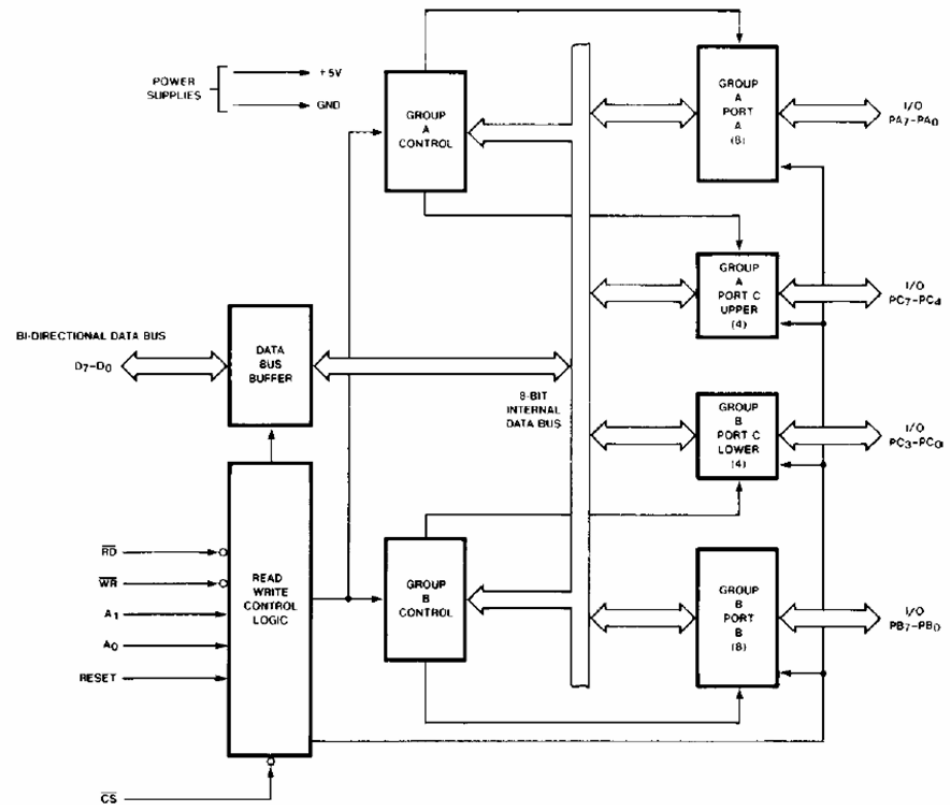 POWER
SUPPLIES
+5V
GND
GROUP
A
CONTROL
GROUP
A
PORT
A
(8)
I/O
PA7-PA0
GROUP
A
PORT C
UPPER
(4)
I/O
PC7-PC4
BI-DIRECTIONAL DATA BUS
D7-D0
DATA
BUS
BUFFER
8-BIT
INTERNAL
DATA BUS
GROUP
B
PORT C
LOWER
(4)
I/O
PC3-PC0
RD
WR
A1
A0
RESET
READ
WRITE
CONTROL
LOGIC
GROUP
B
CONTROL
GROUP
B
PORT
B
(8)
I/O
PB7-PB0
CS